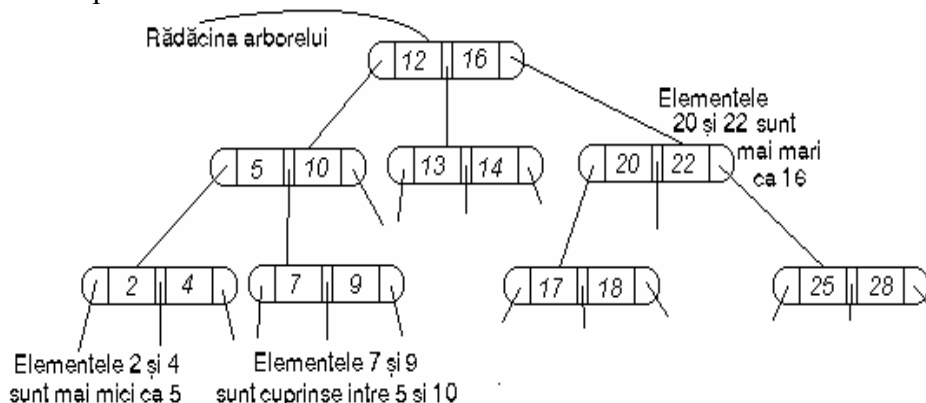 Rădăcina arborelui
12 16
Elementele
20 și 22 sunt
mai mari
ca 16
5 10
13 14
20 22
2 4
7 9
17 18
25 28
Elementele 2 și 4
sunt mai mici ca 5
Elementele 7 și 9
sunt cuprinse intre 5 si 10